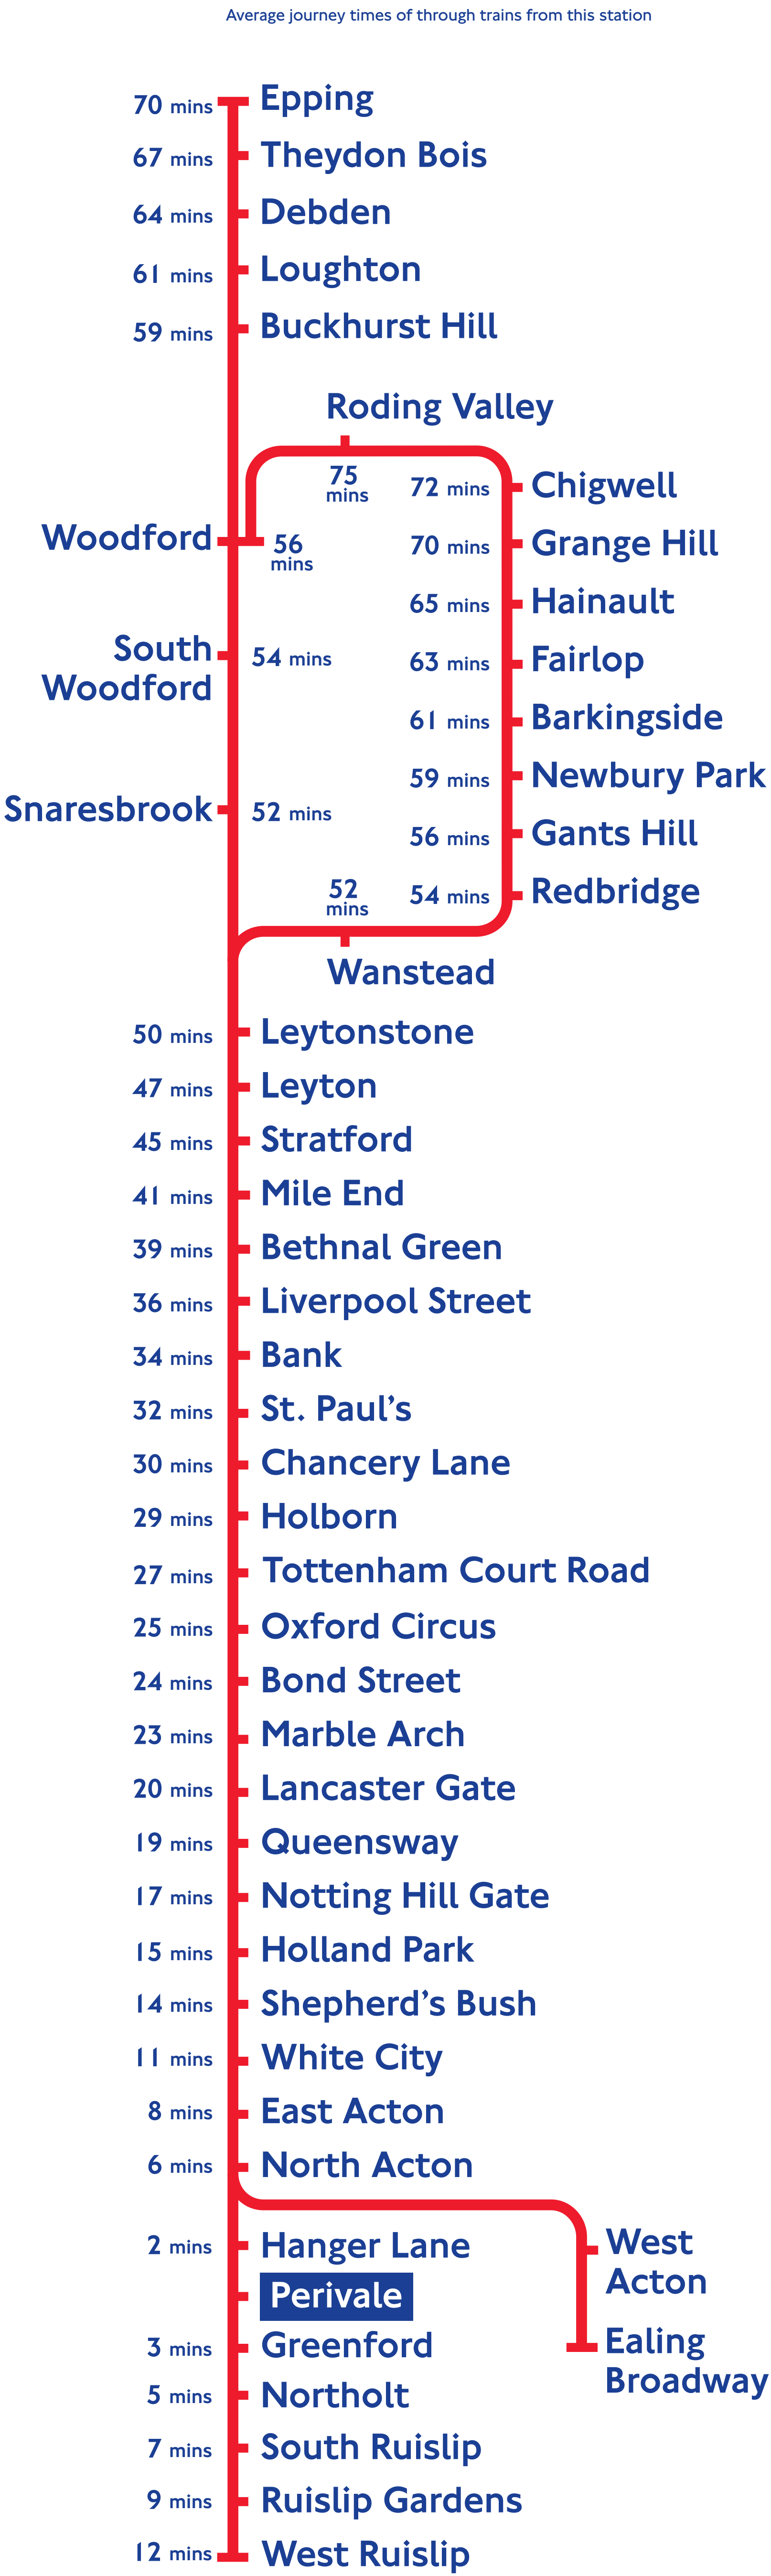 Average journey times of through trains from this station
70 mins Epping
67 mins Theydon Bois
64 mins Debden
61 mins Loughton
59 mins Buckhurst Hill
Roding Valley
75
mins
72 mins Chigwell
Woodford
56
mins
70 mins Grange Hill
65 mins Hainault
South
Woodford
54 mins
63 mins Fairlop
61 mins Barkingside
59 mins Newbury Park
Snaresbrook 52 mins
56 mins Gants Hill
52
mins
54 mins Redbridge
Wanstead
50 mins Leytonstone
47 mins Leyton
45 mins Stratford
41 mins Mile End
39 mins Bethnal Green
36 mins Liverpool Street
34 mins Bank
32 mins St. Paul’s
30 mins Chancery Lane
29 mins Holborn
27 mins Tottenham Court Road
25 mins Oxford Circus
24 mins Bond Street
23 mins Marble Arch
20 mins Lancaster Gate
19 mins Queensway
17 mins Notting Hill Gate
15 mins Holland Park
14 mins Shepherd’s Bush
11 mins White City
8 mins East Acton
6 mins North Acton
2 mins Hanger Lane
West
Acton
Perivale
3 mins Greenford
Ealing
Broadway
5 mins Northolt
7 mins South Ruislip
9 mins Ruislip Gardens
12 mins West Ruislip